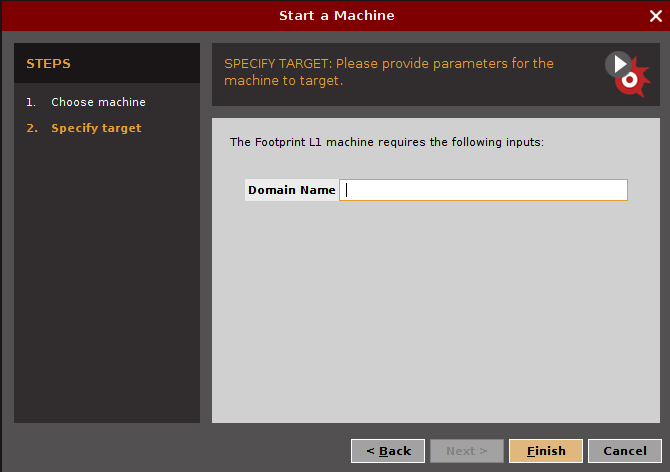 Start a Machine
STEPS
1. Choose machine
2. Specify target
SPECIFY TARGET: Please provide parameters for the
machine to target.
The Footprint L1 machine requires the following inputs:
Domain Name
< Back
Next >
Finish
Cancel